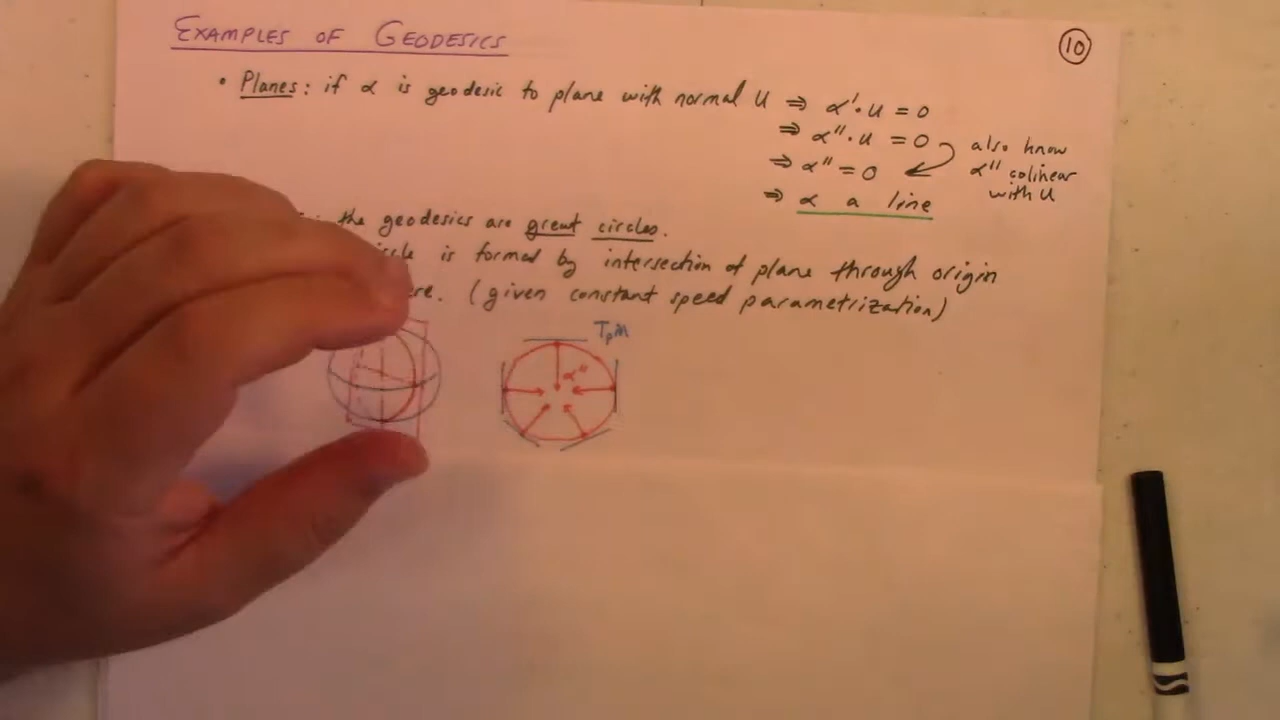 EXAMPLES OF GEODESICS
10
• Planes: if α is geodesic to plane with normal U ⇒ α'•U = 0
⇒ α''•U = 0
⇒ α'' = 0
⇒ α a line
also know
α'' colinear
with U
the geodesics are great circles.
is formed by intersection of plane through origin
(given constant speed parametrization)
TpM
α''